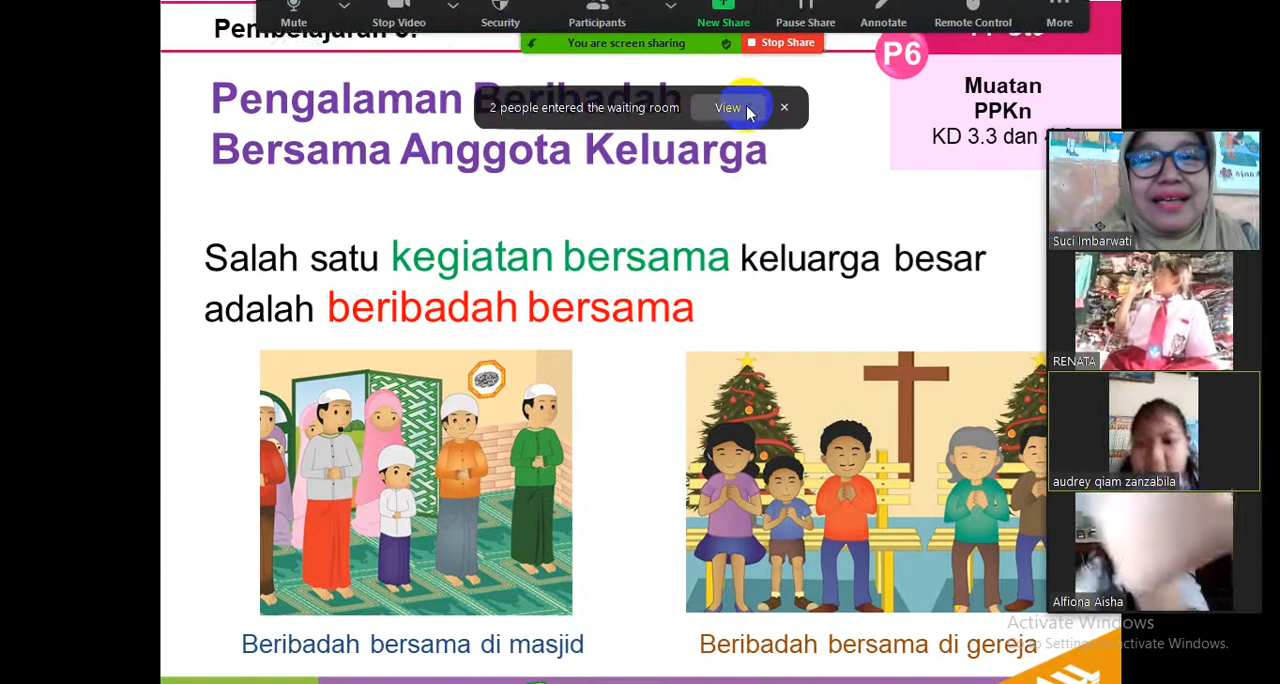 Mute
Stop Video
Security
Participants
New Share
Pause Share
Annotate
Remote Control
More
You are screen sharing
Stop Share
P6
2 people entered the waiting room
View
Pengalaman
Bersama Anggota Keluarga
Muatan
PPKn
KD 3.3 dan
Suci Imbarwati
RENATA
audrey qiam zanzabila
Alfiona Aisha
Salah satu kegiatan bersama keluarga besar
adalah beribadah bersama
Beribadah bersama di masjid
Beribadah bersama di gereja
Activate Windows
Activate Windows.